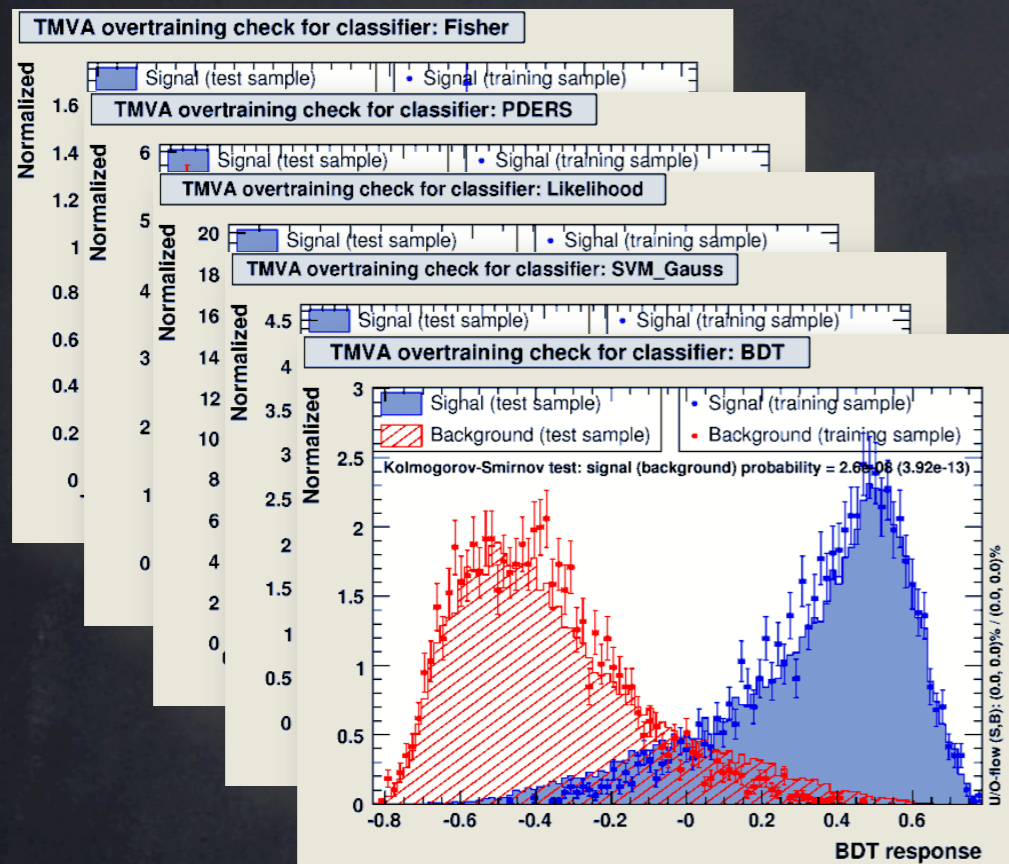 TMVA overtraining check for classifier: Fisher
Normalized
Signal (test sample)
Signal (training sample)
1.6
1.4
1.2
1
0.8
0.6
0.4
0.2
0
TMVA overtraining check for classifier: PDERS
Normalized
Signal (test sample)
Signal (training sample)
6
5
4
3
2
1
0
TMVA overtraining check for classifier: Likelihood
Normalized
Signal (test sample)
Signal (training sample)
20
18
16
14
12
10
8
6
4
2
0
TMVA overtraining check for classifier: SVM_Gauss
Normalized
Signal (test sample)
Signal (training sample)
4.5
4
3.5
3
2.5
2
1.5
1
0.5
0
TMVA overtraining check for classifier: BDT
Normalized
Signal (test sample)
Signal (training sample)
Background (test sample)
Background (training sample)
Kolmogorov-Smirnov test: signal (background) probability = 2.6e-08 (3.92e-13)
3
2.5
2
1.5
1
0.5
0
-0.8 -0.6 -0.4 -0.2 -0 0.2 0.4 0.6
BDT response
U/O-flow (S,B): (0.0, 0.0)% / (0.0, 0.0)%